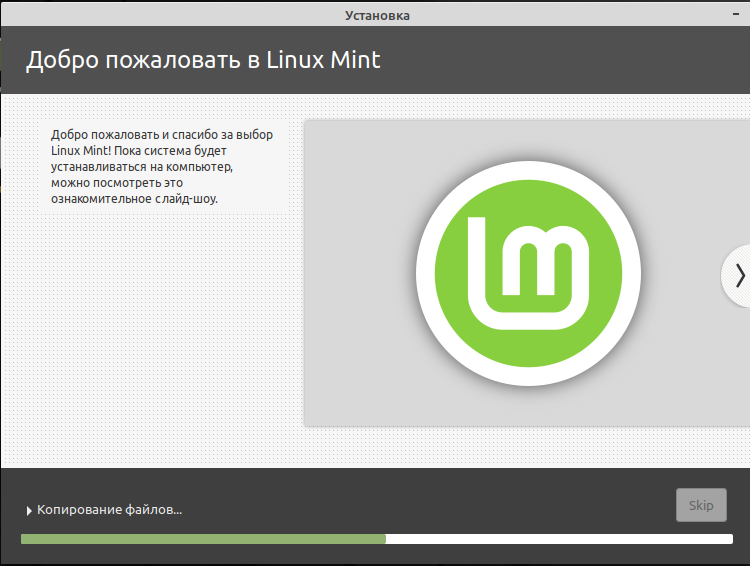 Установка
Добро пожаловать в Linux Mint
Добро пожаловать и спасибо за выбор
Linux Mint! Пока система будет
устанавливаться на компьютер,
можно посмотреть это
ознакомительное слайд-шоу.
Копирование файлов...
Skip